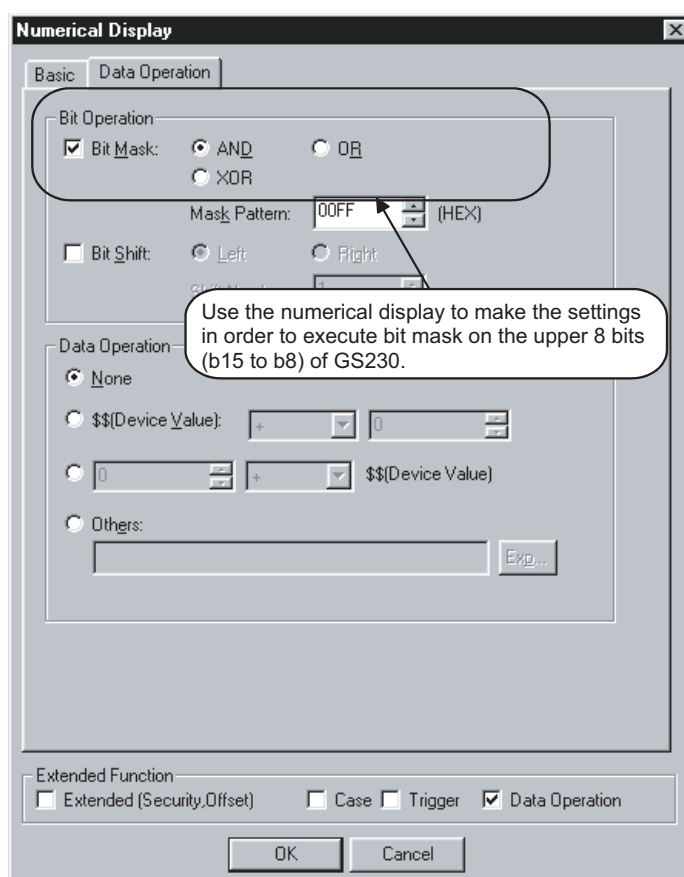 Numerical Display
Basic Data Operation
Bit Operation
Bit Mask: AND OR
XOR
Mask Pattern: 00FF (HEX)
Bit Shift: Left Right
Use the numerical display to make the settings
in order to execute bit mask on the upper 8 bits
(b15 to b8) of GS230.
Data Operation
None
$$(Device Value): + 0
0 + $$(Device Value)
Others:
Exp...
Extended Function
Extended (Security,Offset) Case Trigger Data Operation
OK Cancel